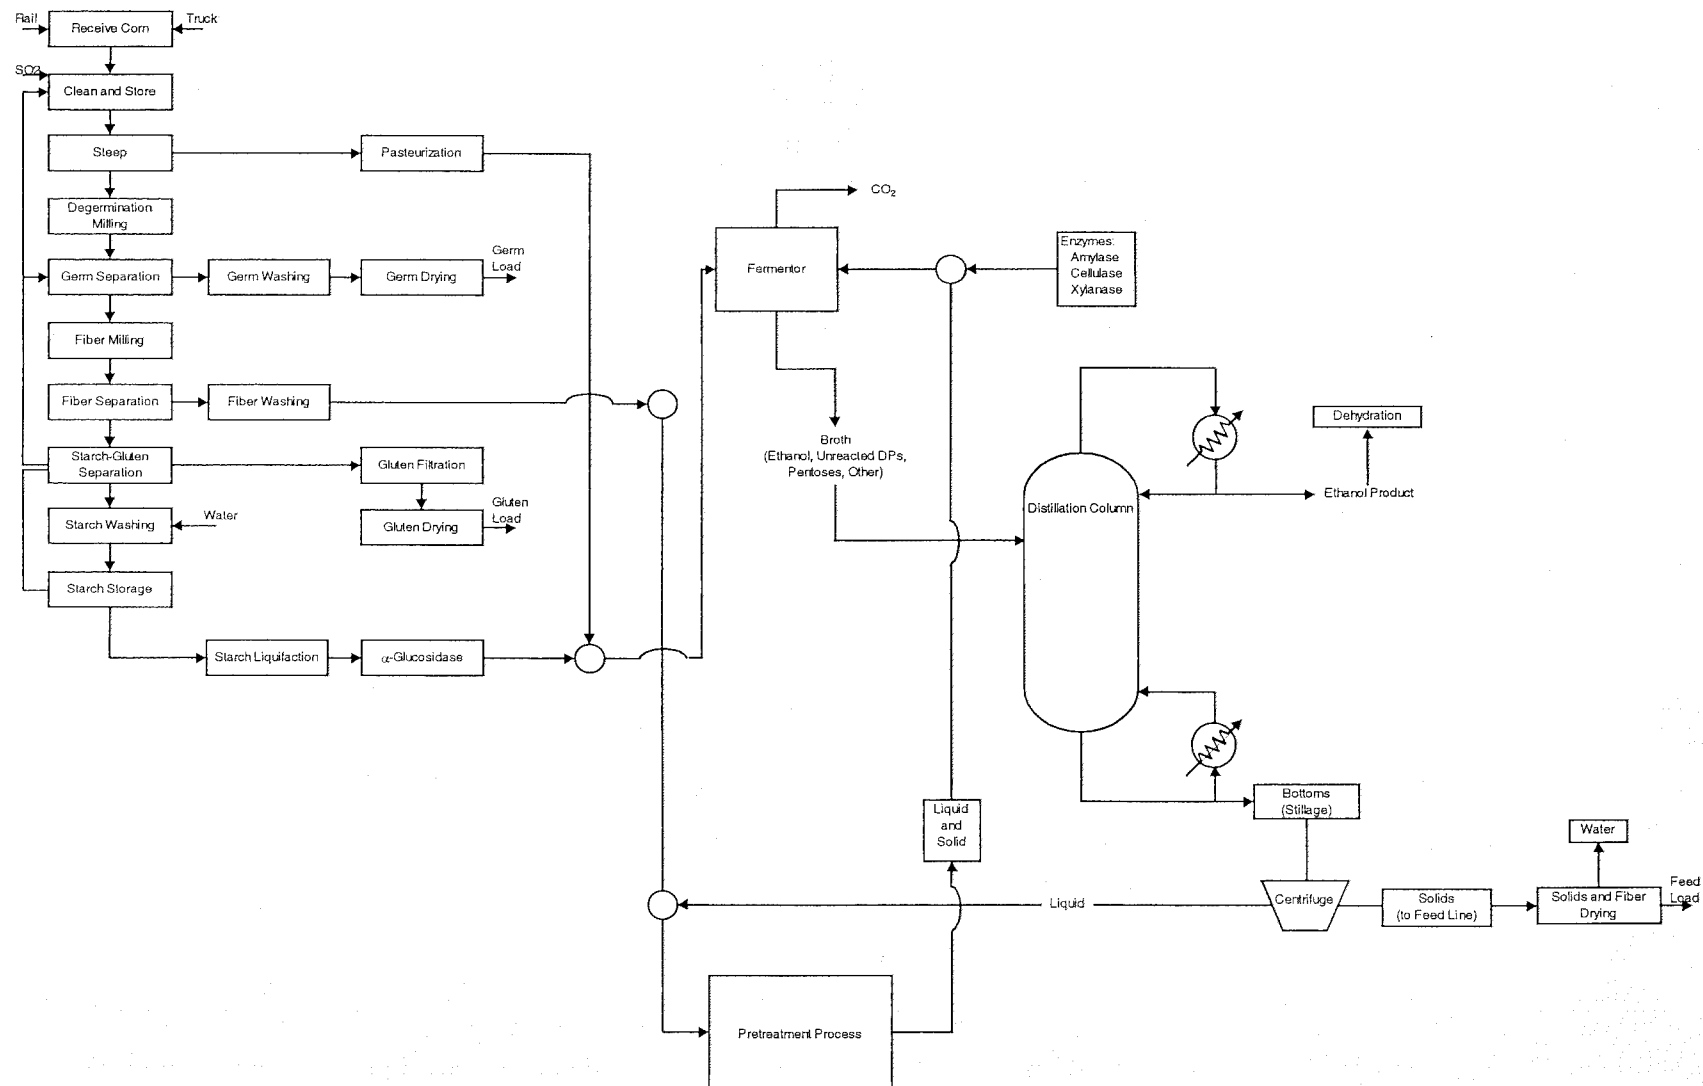 Rail
Truck
Receive Corn
SO2
Clean and Store
Steep
Pasteurization
Degermination
Milling
CO2
Germ Separation
Germ Washing
Germ Drying
Germ
Load
Fermentor
Enzymes:
Amylase
Cellulase
Xylanase
Fiber Milling
Fiber Separation
Fiber Washing
Starch-Gluten
Separation
Gluten Filtration
Broth
(Ethanol, Unreacted DPs,
Pentoses, Other)
Dehydration
Ethanol Product
Distillation Column
Starch Washing
Water
Gluten Drying
Gluten
Load
Starch Storage
Starch Liquifaction
α-Glucosidase
Liquid
and
Solid
Bottoms
(Stillage)
Water
Liquid
Centrifuge
Solids
(to Feed Line)
Solids and Fiber
Drying
Feed
Load
Pretreatment Process